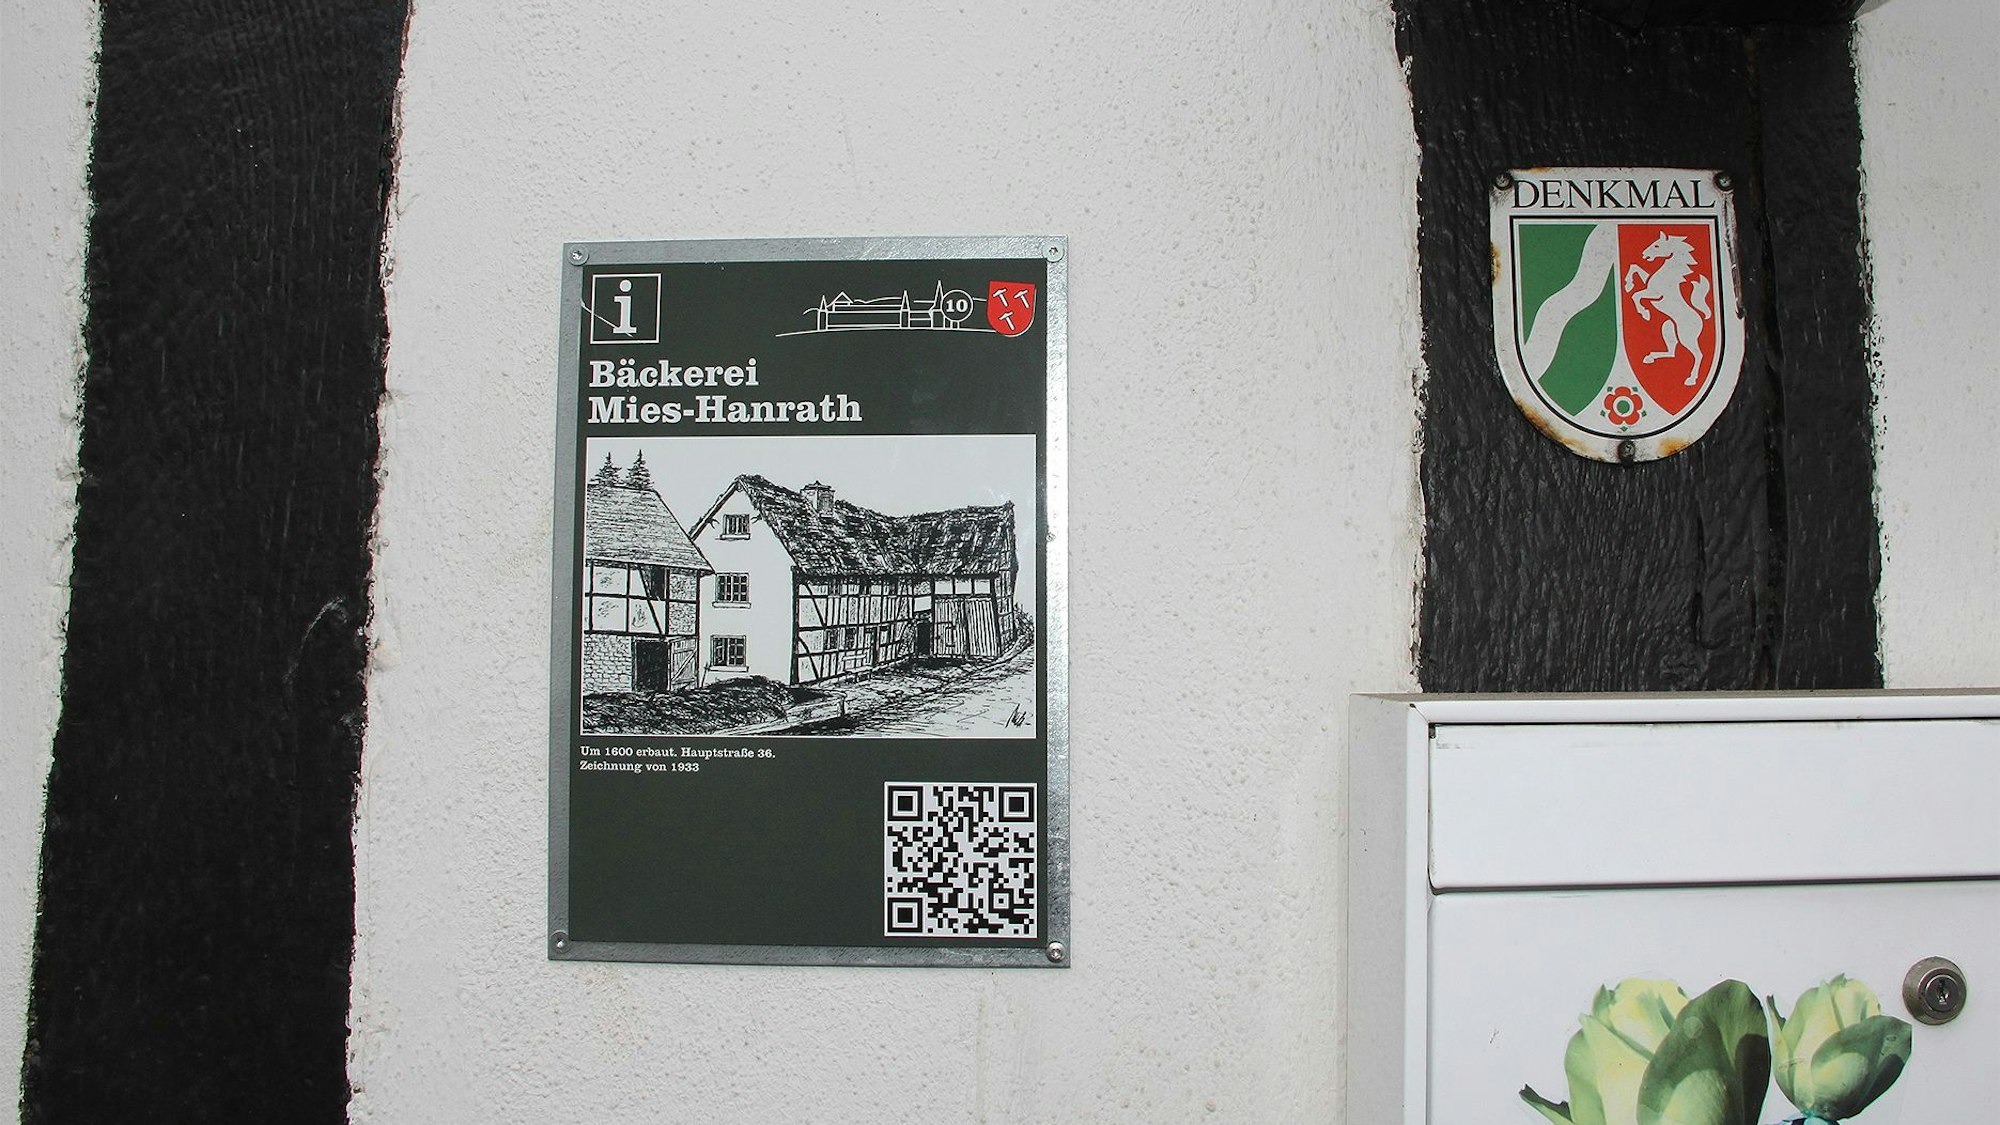 i
10
Bäckerei
Mies-Hanrath
Um 1600 erbaut. Hauptstraße 36.
Zeichnung von 1933
DENKMAL